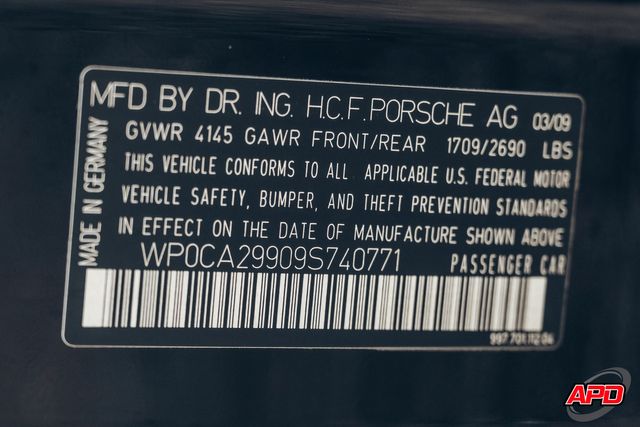 MFD BY DR. ING. H.C.F. PORSCHE AG 03/09
GVWR 4145 GAWR FRONT/REAR 1709/2690 LBS
THIS VEHICLE CONFORMS TO ALL APPLICABLE U.S. FEDERAL MOTOR
VEHICLE SAFETY, BUMPER, AND THEFT PREVENTION STANDARDS
IN EFFECT ON THE DATE OF MANUFACTURE SHOWN ABOVE
WP0CA29909S740771 PASSENGER CAR
MADE IN GERMANY
997.701.112.04
APD